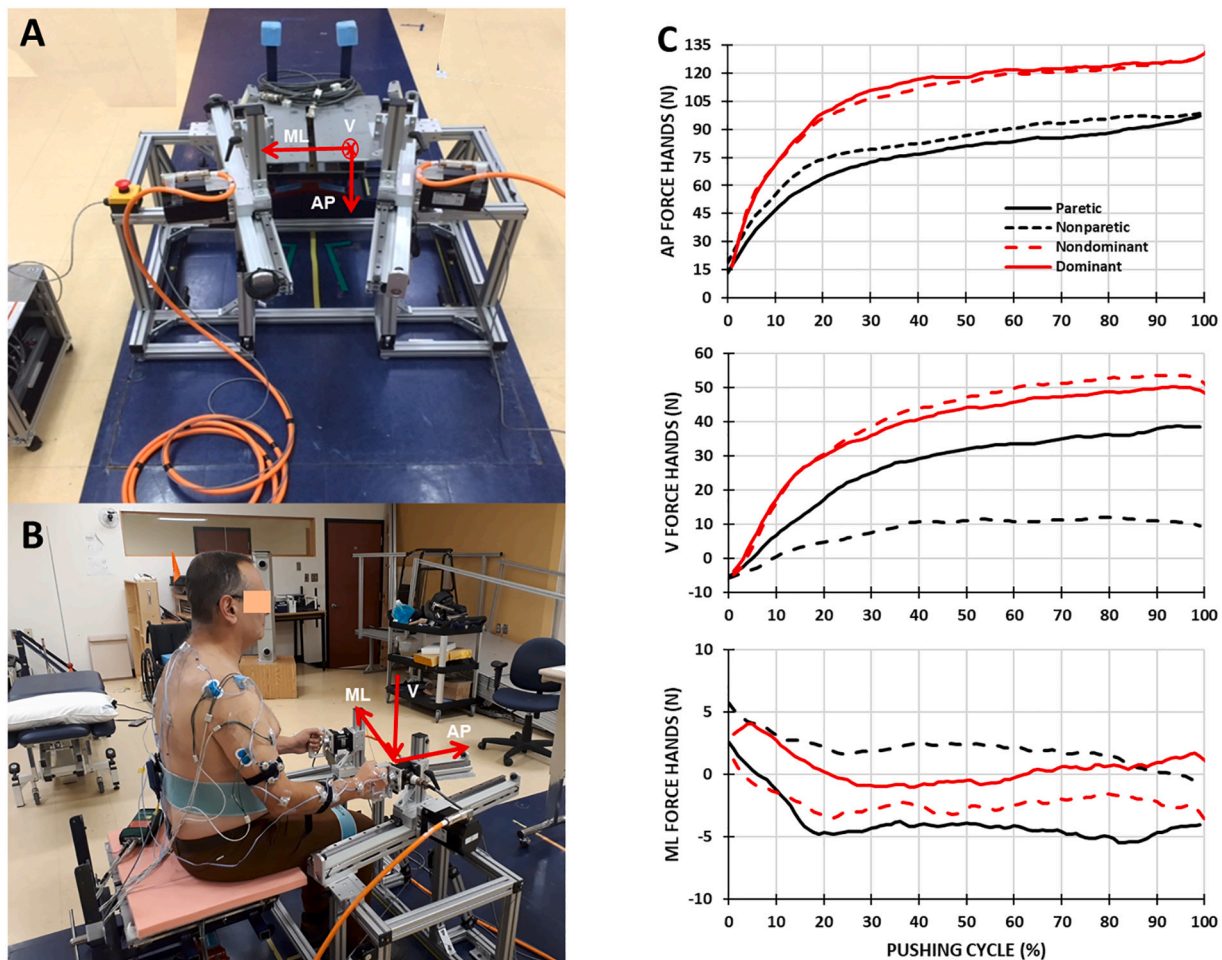 A
ML
V
AP
B
ML
V
AP
C
AP FORCE HANDS (N)
135
120
105
90
75
60
45
30
15
0
Paretic
Nonparetic
Nondominant
Dominant
0 10 20 30 40 50 60 70 80 90 100
V FORCE HANDS (N)
60
50
40
30
20
10
0
-10
0 10 20 30 40 50 60 70 80 90 100
ML FORCE HANDS (N)
10
5
0
-5
-10
0 10 20 30 40 50 60 70 80 90 100
PUSHING CYCLE (%)